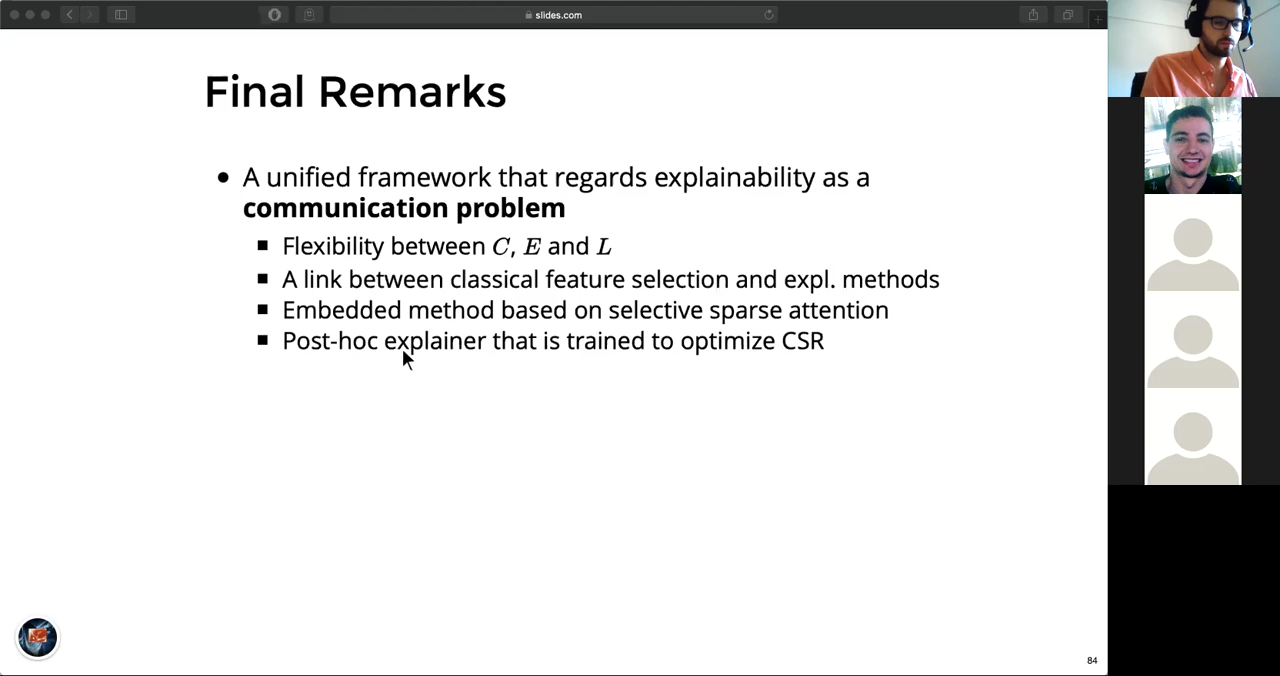 slides.com
Final Remarks
A unified framework that regards explainability as a
communication problem
Flexibility between C, E and L
A link between classical feature selection and expl. methods
Embedded method based on selective sparse attention
Post-hoc explainer that is trained to optimize CSR
84